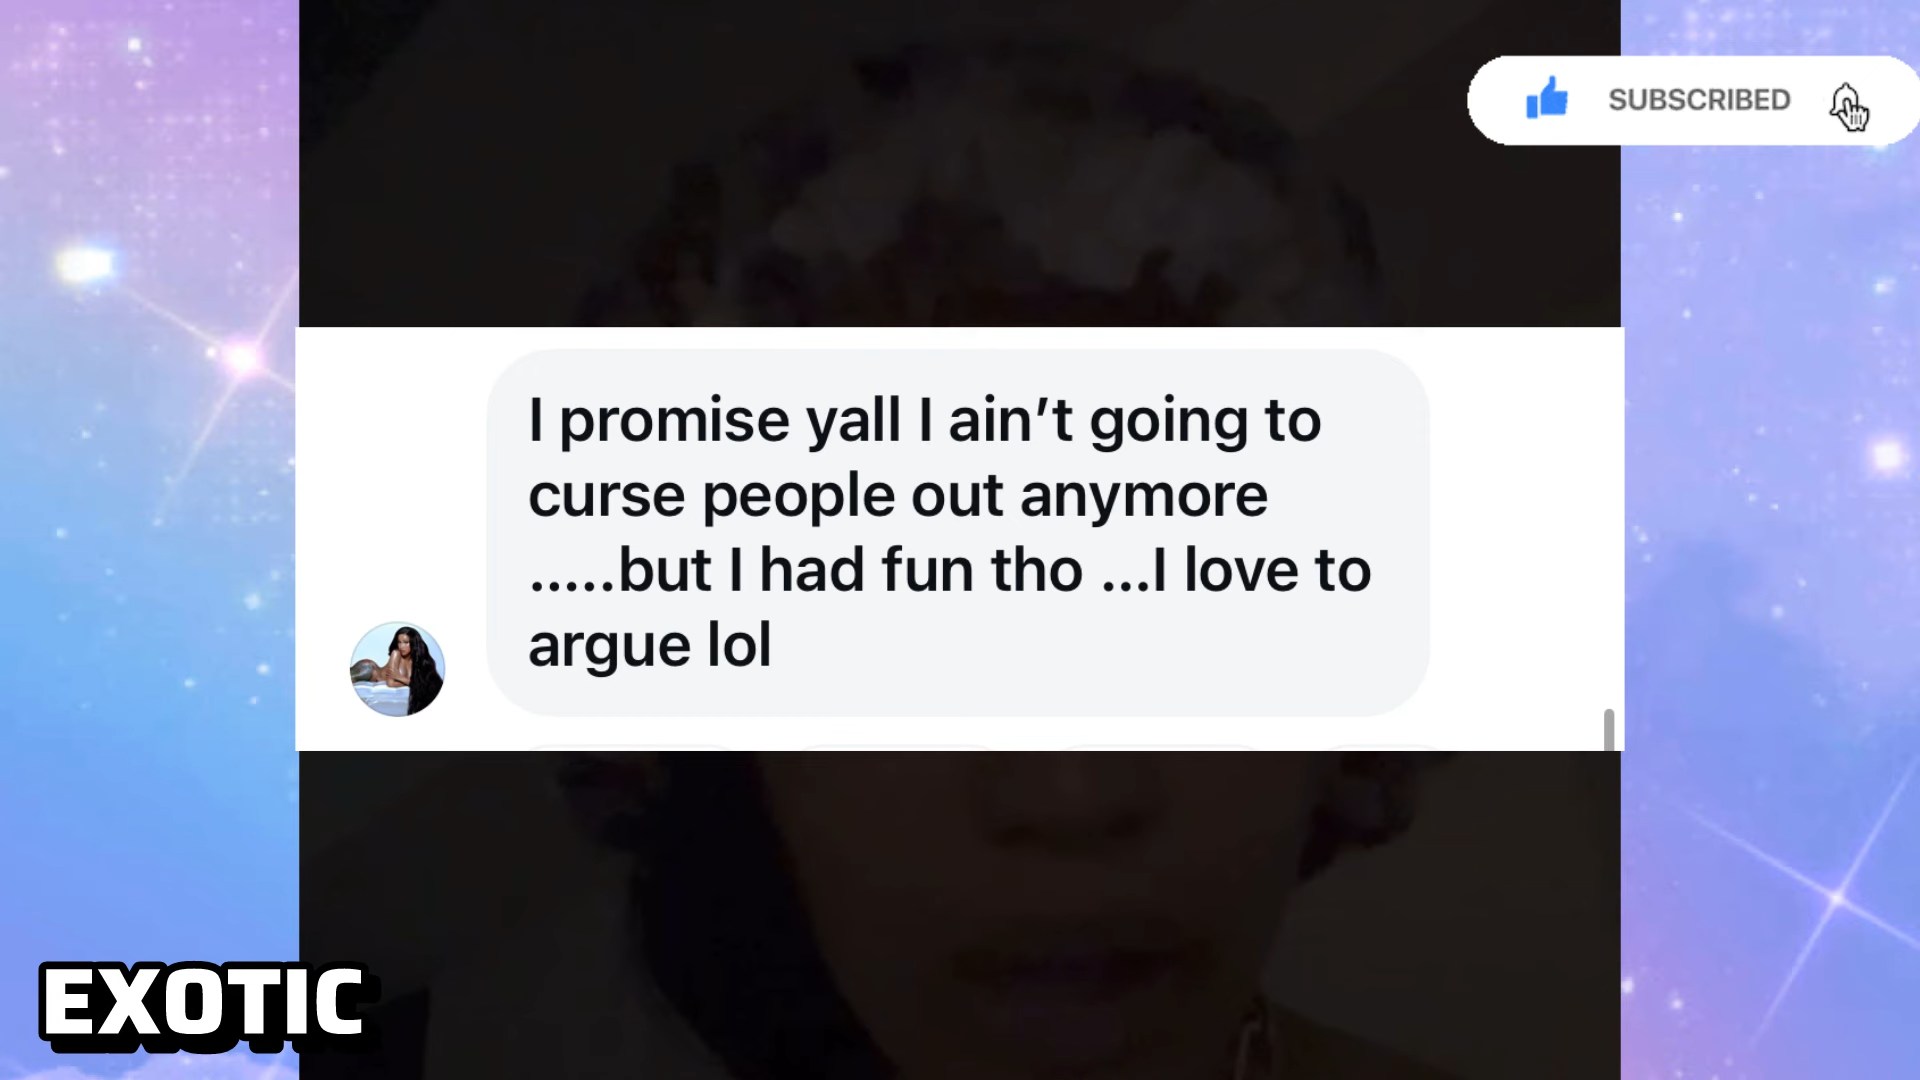 SUBSCRIBED
I promise yall I ain’t going to
curse people out anymore
.....but I had fun tho ...I love to
argue lol
EXOTIC